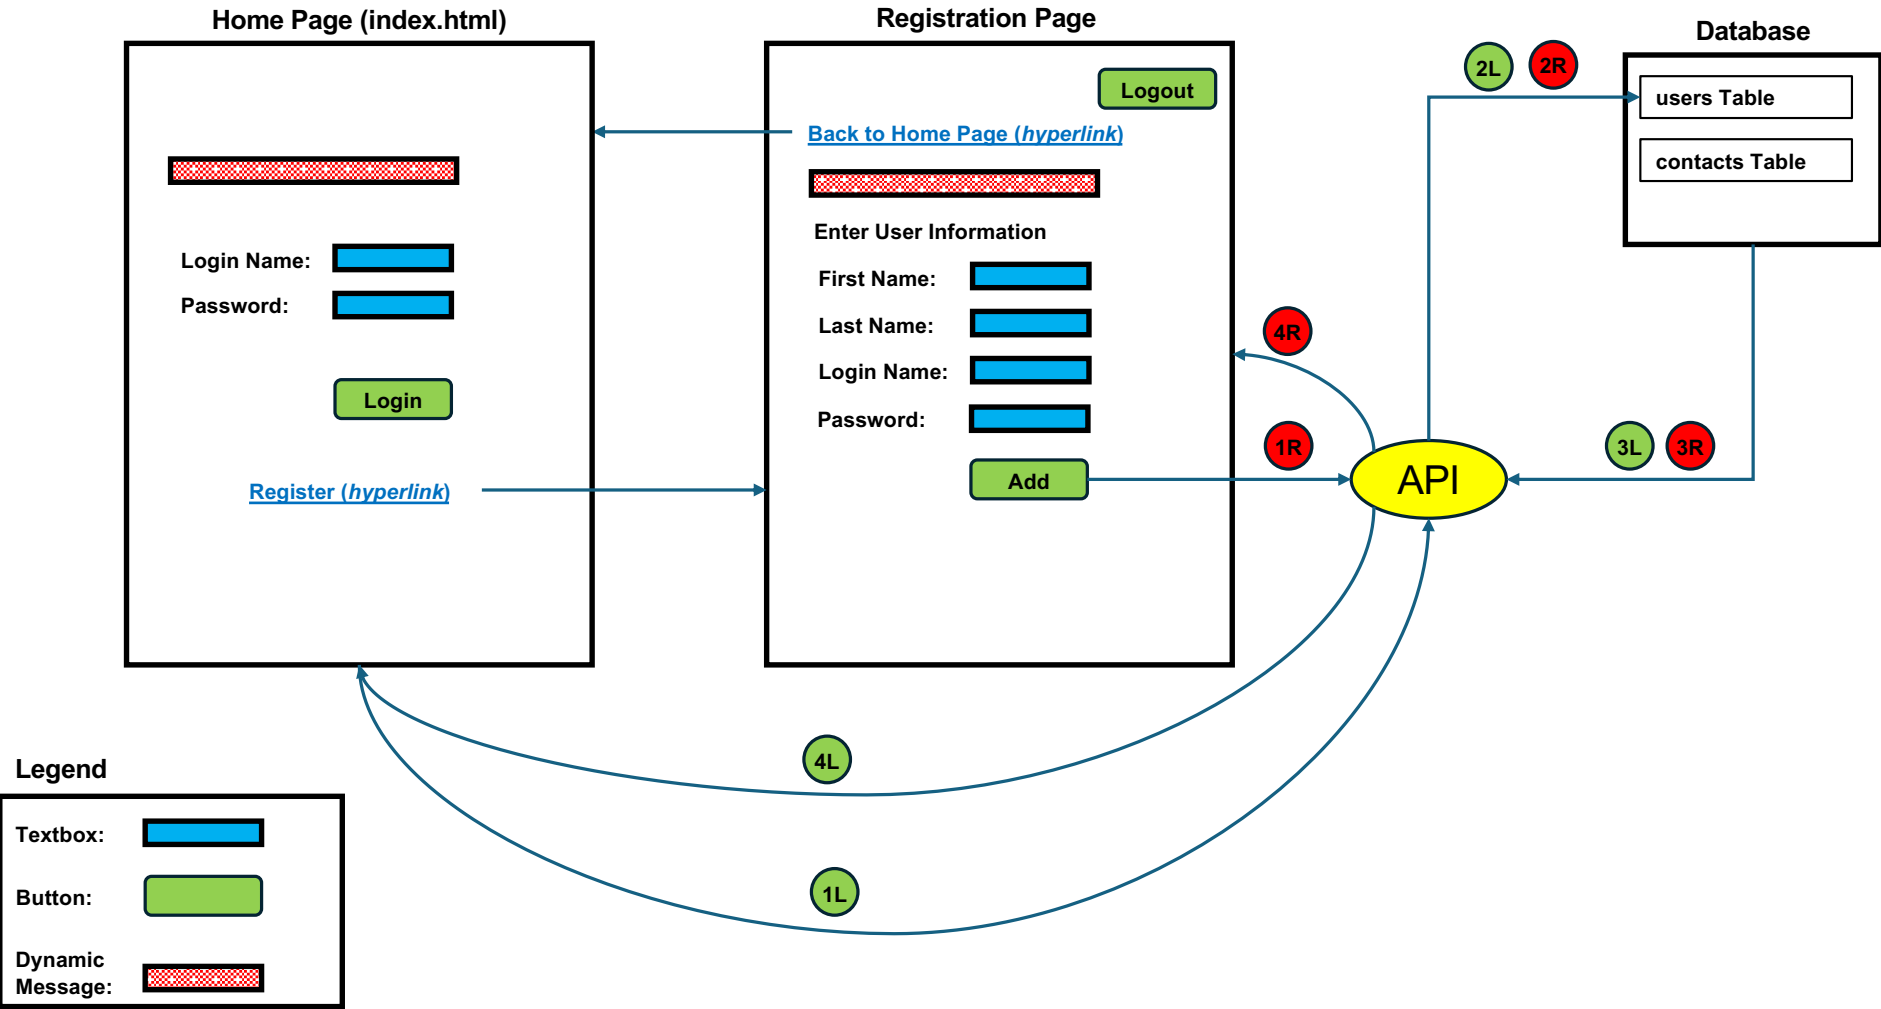 Home Page (index.html)
Login Name:
Password:
Login
Register (hyperlink)
Registration Page
Logout
Back to Home Page (hyperlink)
Enter User Information
First Name:
Last Name:
Login Name:
Password:
Add
Database
users Table
contacts Table
2L
2R
4R
1R
API
3L
3R
4L
1L
Legend
Textbox:
Button:
Dynamic
Message: